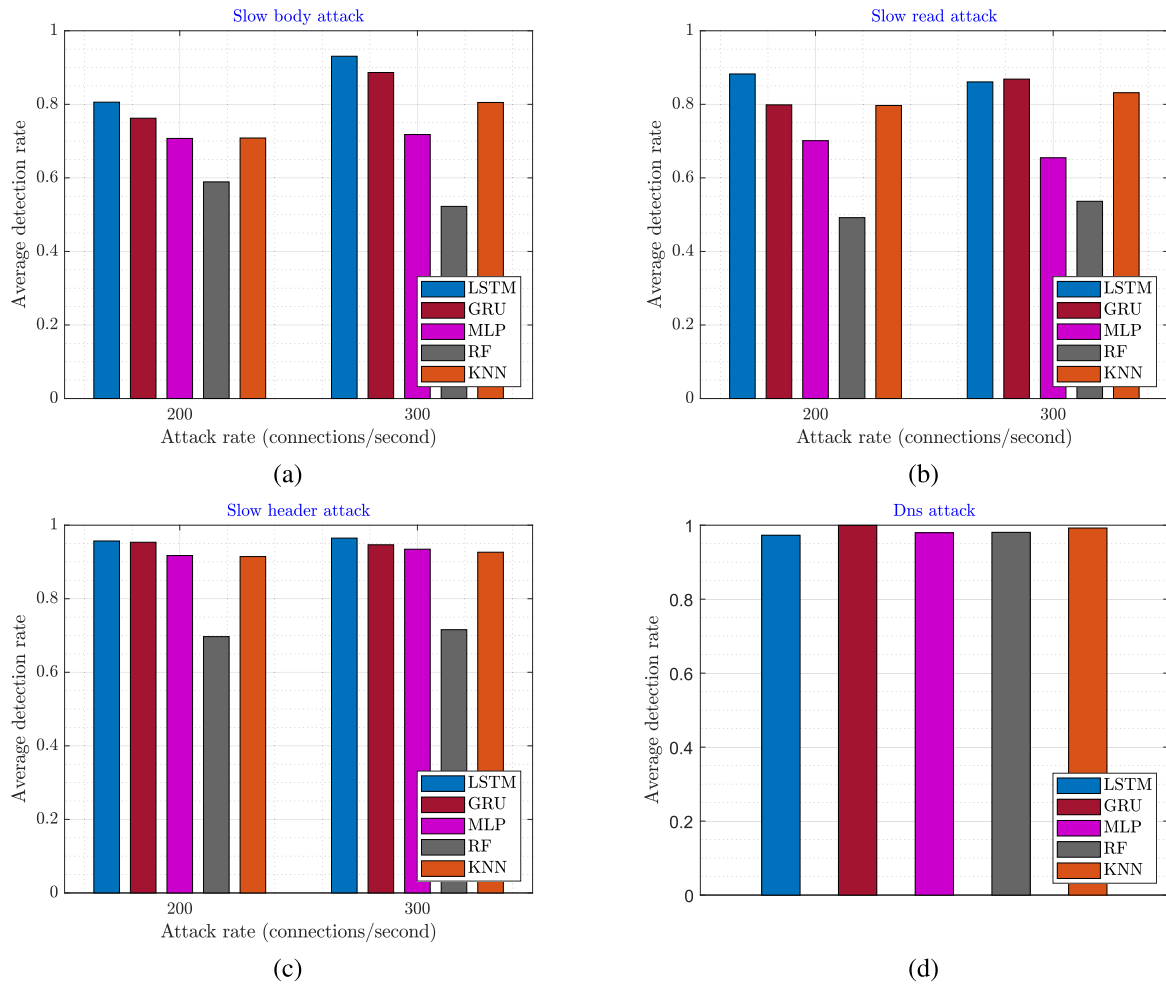 Slow body attack
1
0.8
0.6
0.4
0.2
0
Average detection rate
LSTM
GRU
MLP
RF
KNN
200 300
Attack rate (connections/second)
(a)
Slow read attack
1
0.8
0.6
0.4
0.2
0
Average detection rate
LSTM
GRU
MLP
RF
KNN
200 300
Attack rate (connections/second)
(b)
Slow header attack
1
0.8
0.6
0.4
0.2
0
Average detection rate
LSTM
GRU
MLP
RF
KNN
200 300
Attack rate (connections/second)
(c)
Dns attack
1
0.8
0.6
0.4
0.2
0
Average detection rate
LSTM
GRU
MLP
RF
KNN
(d)